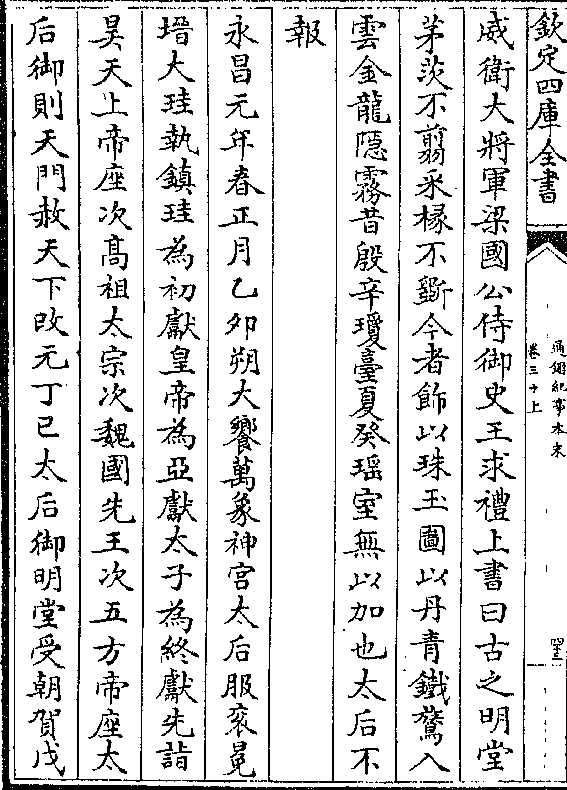 欽定四庫全書
通鑑紀事本末
卷三十上
威衛大將軍梁國公侍御史王求禮上書曰古之明堂
茅茨不翦采椽不斵今者飾以珠玉圖以丹青鐵鷟入
雲金龍隱霧昔殷辛瓊臺夏癸瑶室無以加也太后不
報
永昌元年春正月乙夘朔大饗萬象神宫太后服衮冕
搢大珪執鎮珪為初獻皇帝為亞獻太子為終獻先詣
昊天上帝座次髙祖太宗次魏國先王次五方帝座太
后御則天門赦天下改元丁巳太后御明堂受朝賀戊